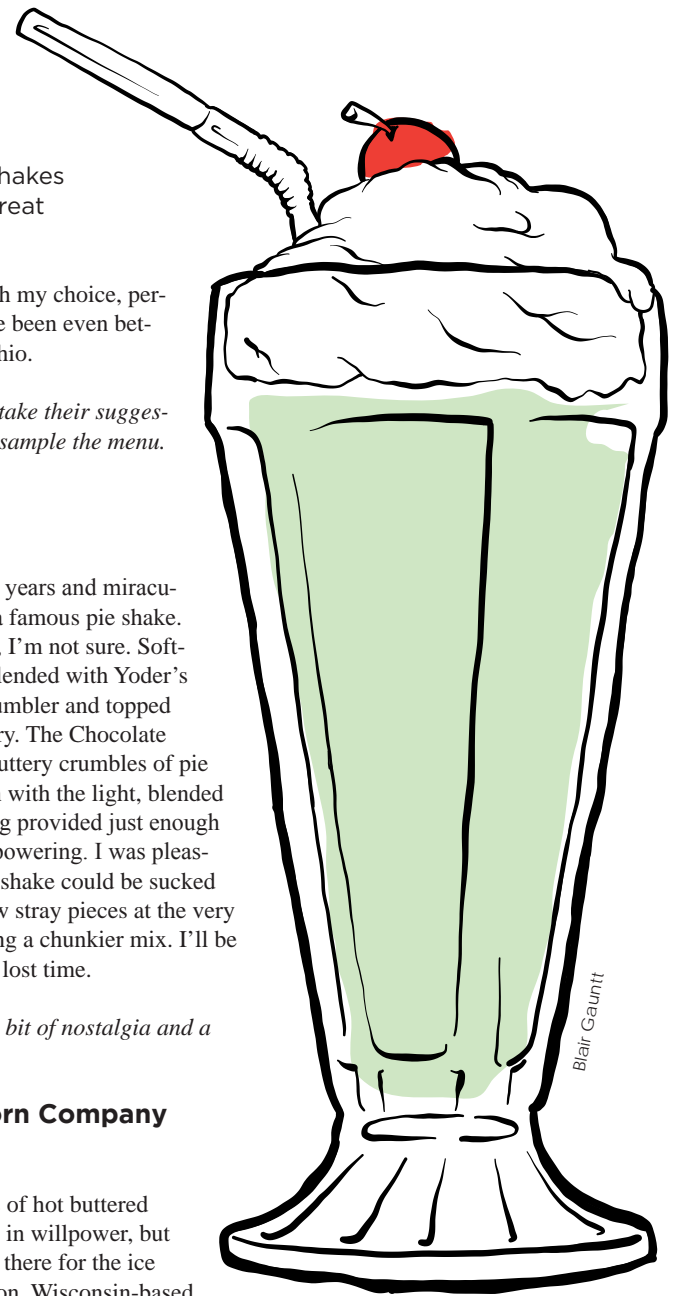 hakes
reat
h my choice, per-
e been even bet-
hio.
take their sugges-
sample the menu.
years and miracu-
a famous pie shake.
, I'm not sure. Soft-
lended with Yoder's
umbler and topped
ry. The Chocolate
uttery crumbles of pie
n with the light, blended
g provided just enough
powering. I was pleas-
shake could be sucked
w stray pieces at the very
ng a chunkier mix. I'll be
lost time.
bit of nostalgia and a
orn Company
of hot buttered
in willpower, but
there for the ice
on, Wisconsin-based
Blair Gauntt